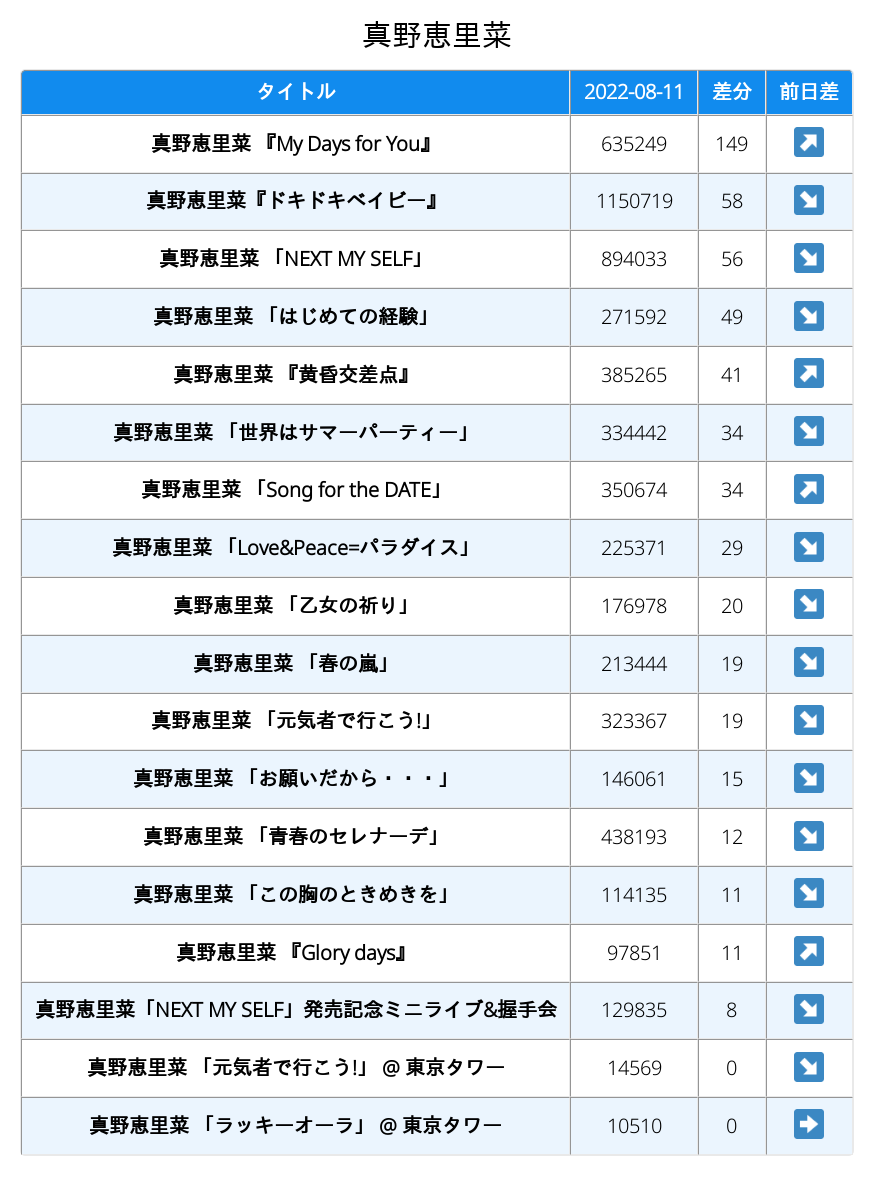 真野恵里菜
タイトル 2022-08-11 差分 前日差
真野恵里菜 『My Days for You』 635249 149 ↗
真野恵里菜『ドキドキベイビー』 1150719 58 ↘
真野恵里菜 「NEXT MY SELF」 894033 56 ↘
真野恵里菜 「はじめての経験」 271592 49 ↘
真野恵里菜 『黄昏交差点』 385265 41 ↗
真野恵里菜 「世界はサマーパーティー」 334442 34 ↘
真野恵里菜 「Song for the DATE」 350674 34 ↗
真野恵里菜 「Love&Peace=パラダイス」 225371 29 ↘
真野恵里菜 「乙女の祈り」 176978 20 ↘
真野恵里菜 「春の嵐」 213444 19 ↘
真野恵里菜 「元気者で行こう!」 323367 19 ↘
真野恵里菜 「お願いだから・・・」 146061 15 ↘
真野恵里菜 「青春のセレナーデ」 438193 12 ↘
真野恵里菜 「この胸のときめきを」 114135 11 ↘
真野恵里菜 『Glory days』 97851 11 ↗
真野恵里菜「NEXT MY SELF」発売記念ミニライブ&握手会 129835 8 ↘
真野恵里菜 「元気者で行こう!」 @ 東京タワー 14569 0 ↘
真野恵里菜 「ラッキーオーラ」 @ 東京タワー 10510 0 ➡